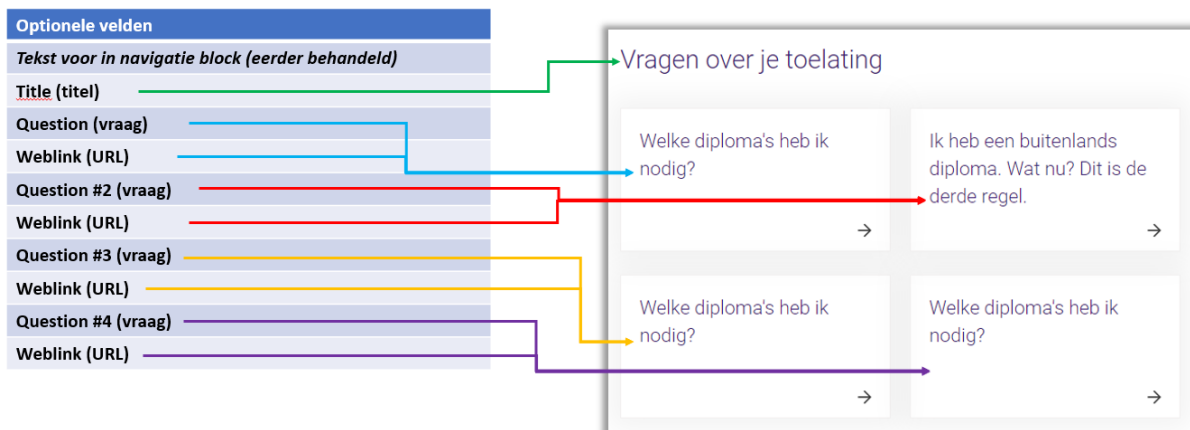 Optionele velden
Tekst voor in navigatie block (eerder behandeld)
Title (titel)
Question (vraag)
Weblink (URL)
Question #2 (vraag)
Weblink (URL)
Question #3 (vraag)
Weblink (URL)
Question #4 (vraag)
Weblink (URL)
Vragen over je toelating
Welke diploma's heb ik
nodig?
Ik heb een buitenlands
diploma. Wat nu? Dit is de
derde regel.
Welke diploma's heb ik
nodig?
Welke diploma's heb ik
nodig?